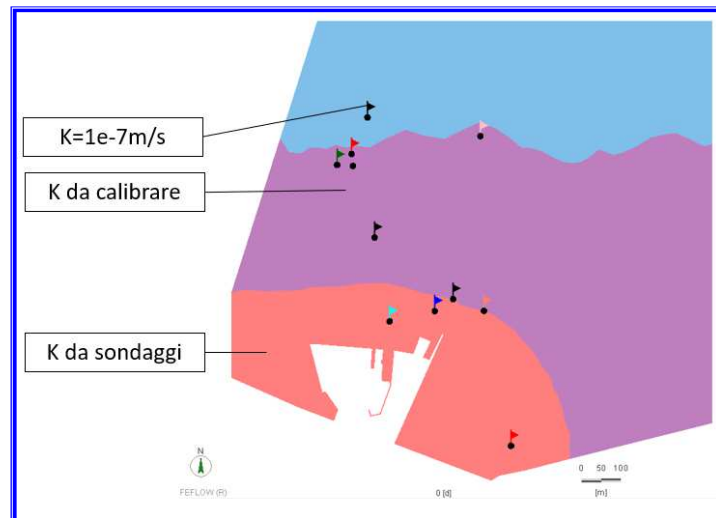 K=1e-7m/s
K da calibrare
K da sondaggi
N
FEFLOW (R)
0 [d]
0 50 100
[m]